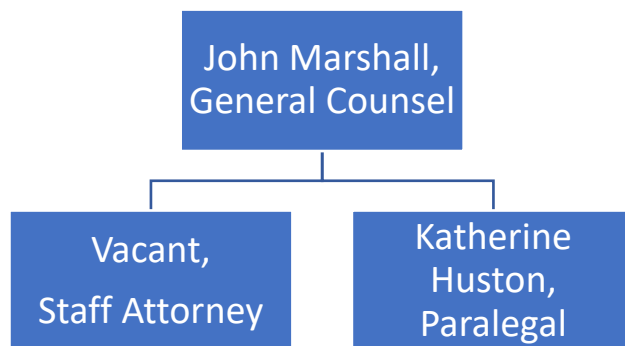 John Marshall,
General Counsel
Vacant,
Staff Attorney
Katherine
Huston,
Paralegal